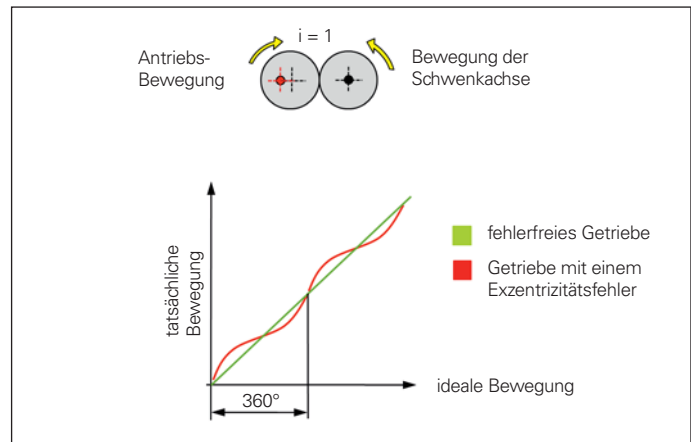 i = 1
Antriebs-
Bewegung
Bewegung der
Schwenkachse
tatsächliche
Bewegung
fehlerfreies Getriebe
Getriebe mit einem
Exzentrizitätsfehler
ideale Bewegung
360°